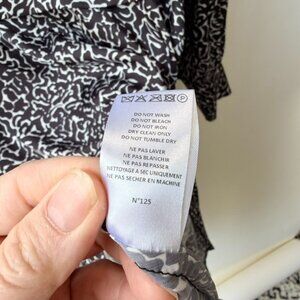 P
DO NOT WASH
DO NOT BLEACH
DO NOT IRON
DRY CLEAN ONLY
DO NOT TUMBLE DRY
NE PAS LAVER
NE PAS BLANCHIR
NE PAS REPASSER
NETTOYAGE A SEC UNIQUEMENT
NE PAS SECHER EN MACHINE
N°125